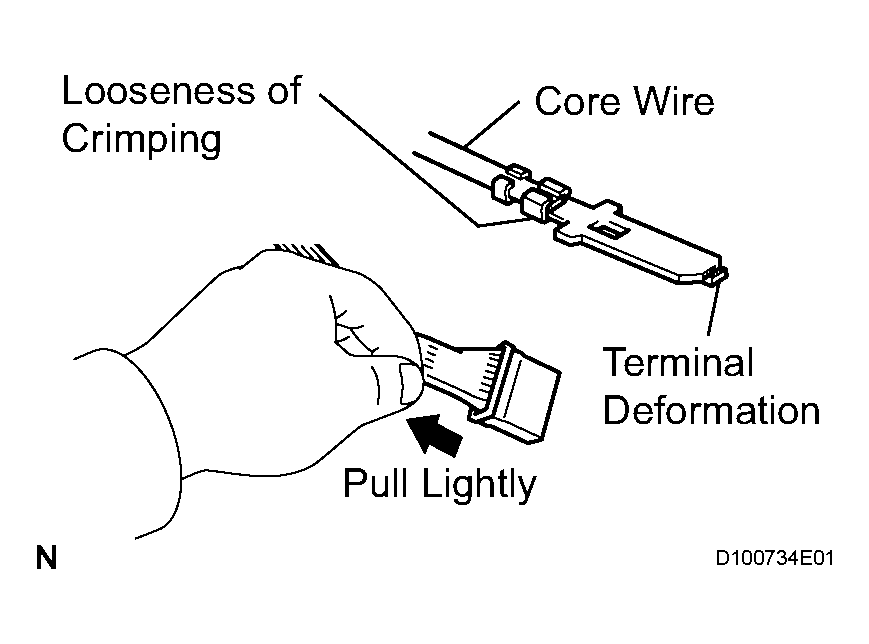 Looseness of
Crimping
Core Wire
Terminal
Deformation
Pull Lightly
N
D100734E01